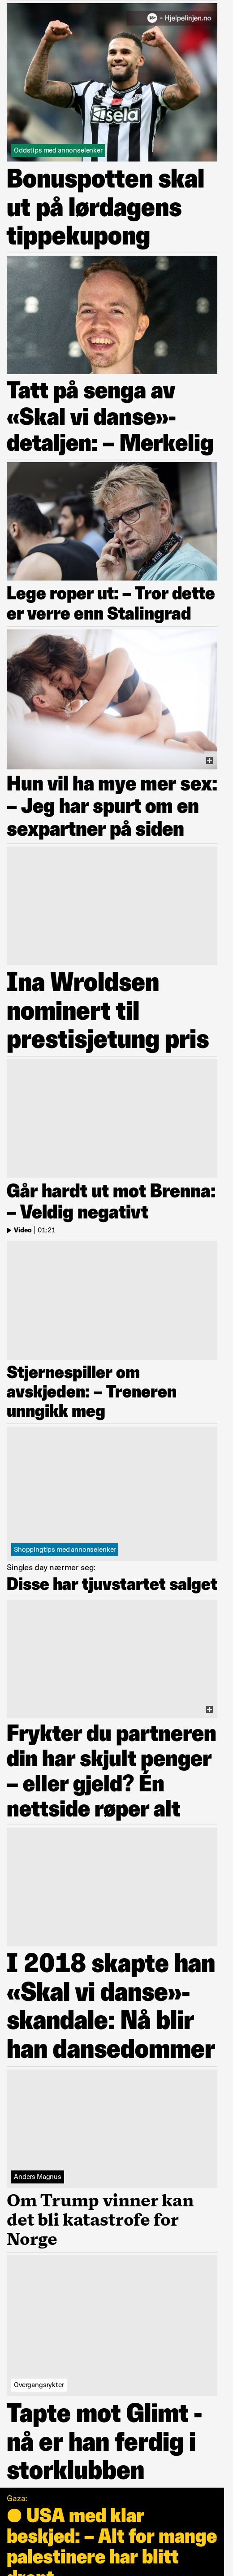 18+ – Hjelpelinjen.no
sela
Oddstips med annonselenker
Bonuspotten skal
ut på lørdagens
tippekupong
Tatt på senga av
«Skal vi danse»-
detaljen: – Merkelig
Lege roper ut: – Tror dette
er verre enn Stalingrad
Hun vil ha mye mer sex:
– Jeg har spurt om en
sexpartner på siden
Ina Wroldsen
nominert til
prestisjetung pris
Går hardt ut mot Brenna:
– Veldig negativt
Video | 01:21
Stjernespiller om
avskjeden: – Treneren
unngikk meg
Shoppingtips med annonselenker
Singles day nærmer seg:
Disse har tjuvstartet salget
Frykter du partneren
din har skjult penger
– eller gjeld? Én
nettside røper alt
I 2018 skapte han
«Skal vi danse»-
skandale: Nå blir
han dansedommer
Anders Magnus
Om Trump vinner kan
det bli katastrofe for
Norge
Overgangsrykter
Tapte mot Glimt -
nå er han ferdig i
storklubben
Gaza:
USA med klar
beskjed: – Alt for mange
palestinere har blitt
drept